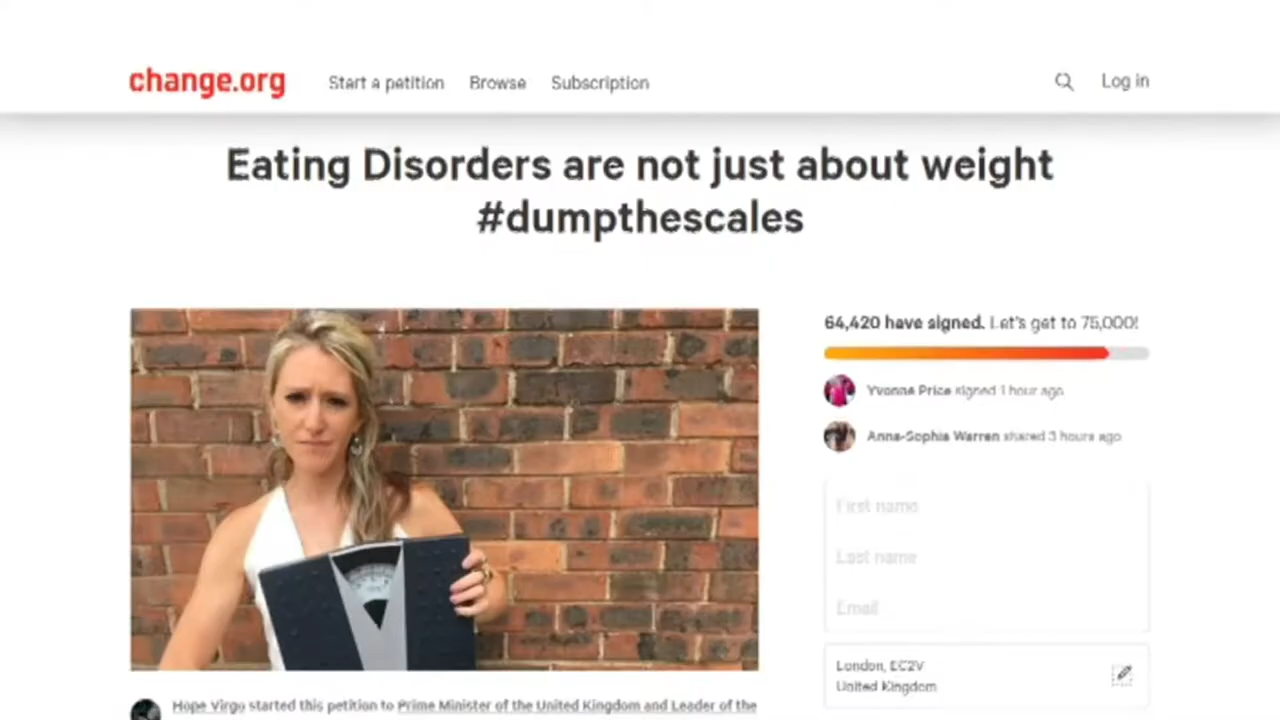 change.org Start a petition Browse Subscription Log in
Eating Disorders are not just about weight
#dumpthescales
64,420 have signed. Let's get to 75,000!
Yvonne Price signed 1 hour ago
Anna-Sophia Warren shared 3 hours ago
First name
Last name
Email
London, EC2V
United Kingdom
Hope Virgo started this petition to Prime Minister of the United Kingdom and Leader of the